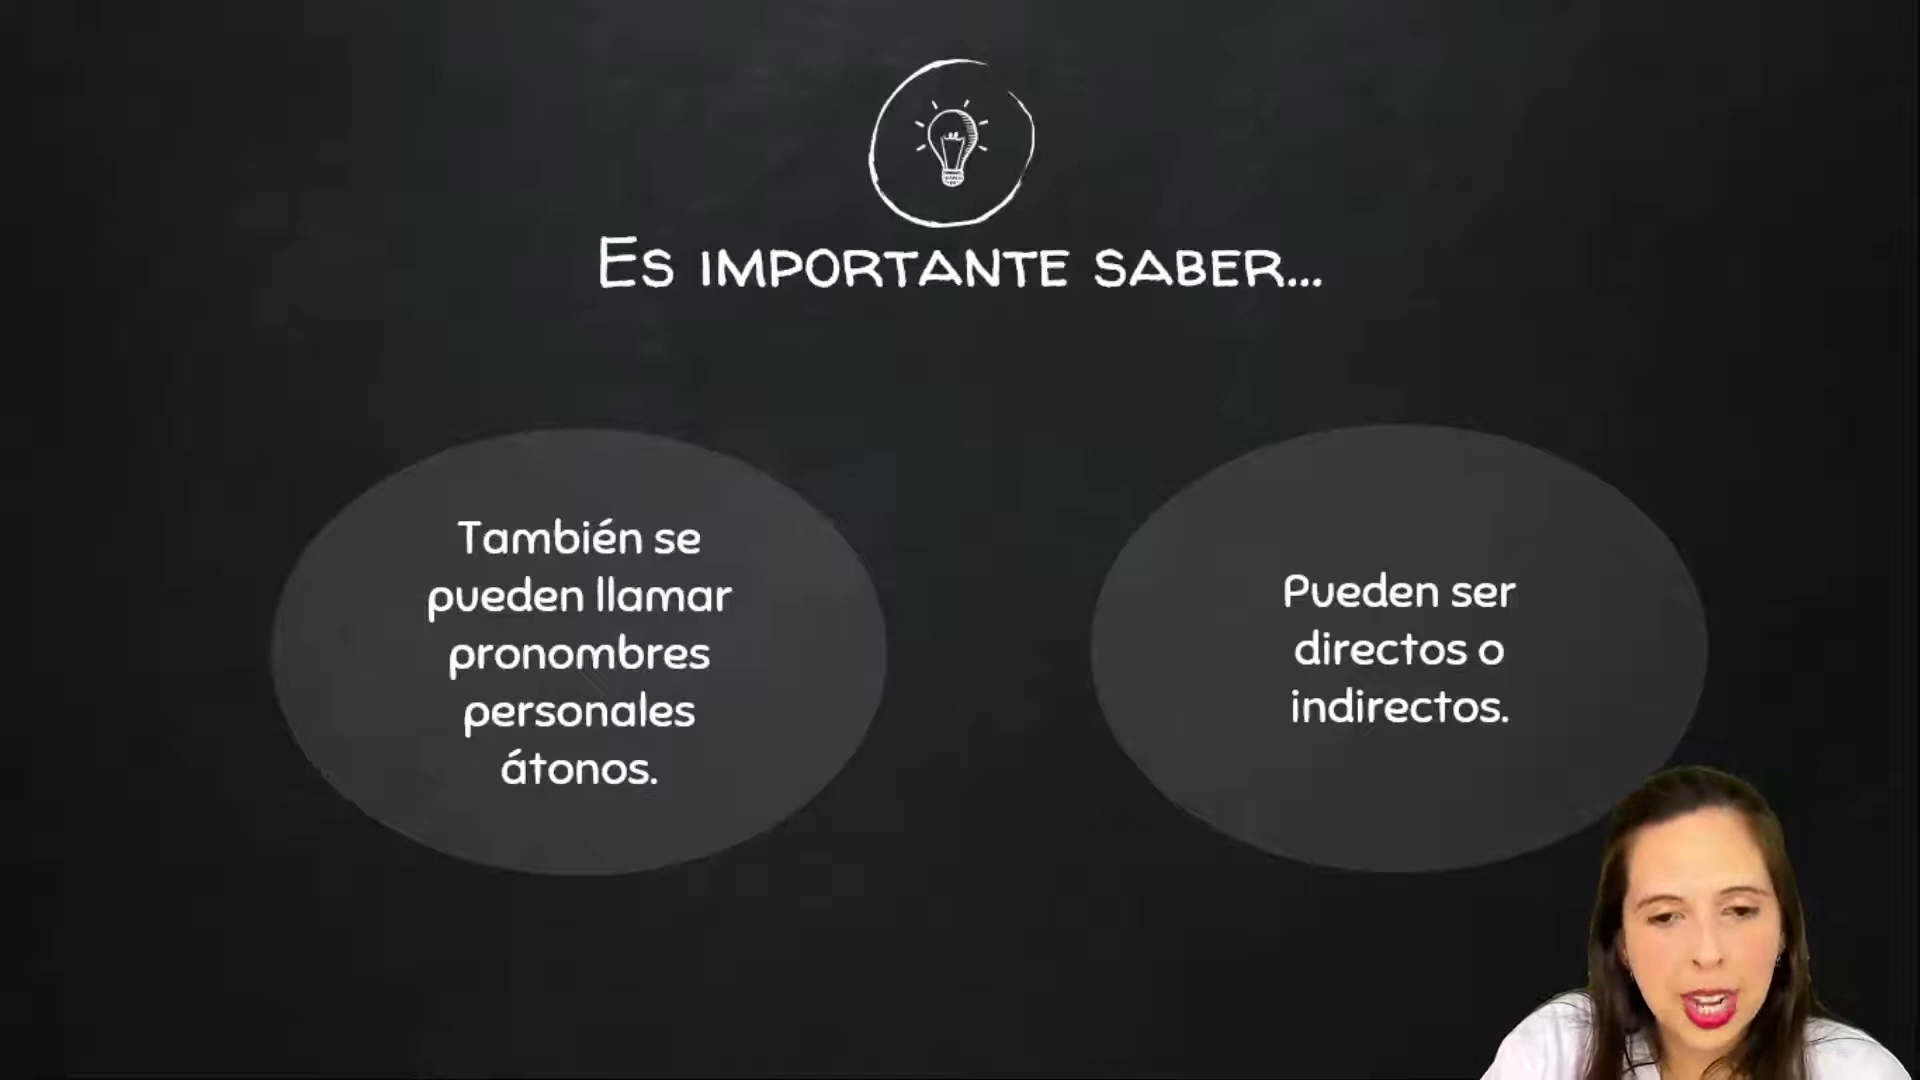 Es importante saber...
También se
pueden llamar
pronombres
personales
átonos.
Pueden ser
directos o
indirectos.